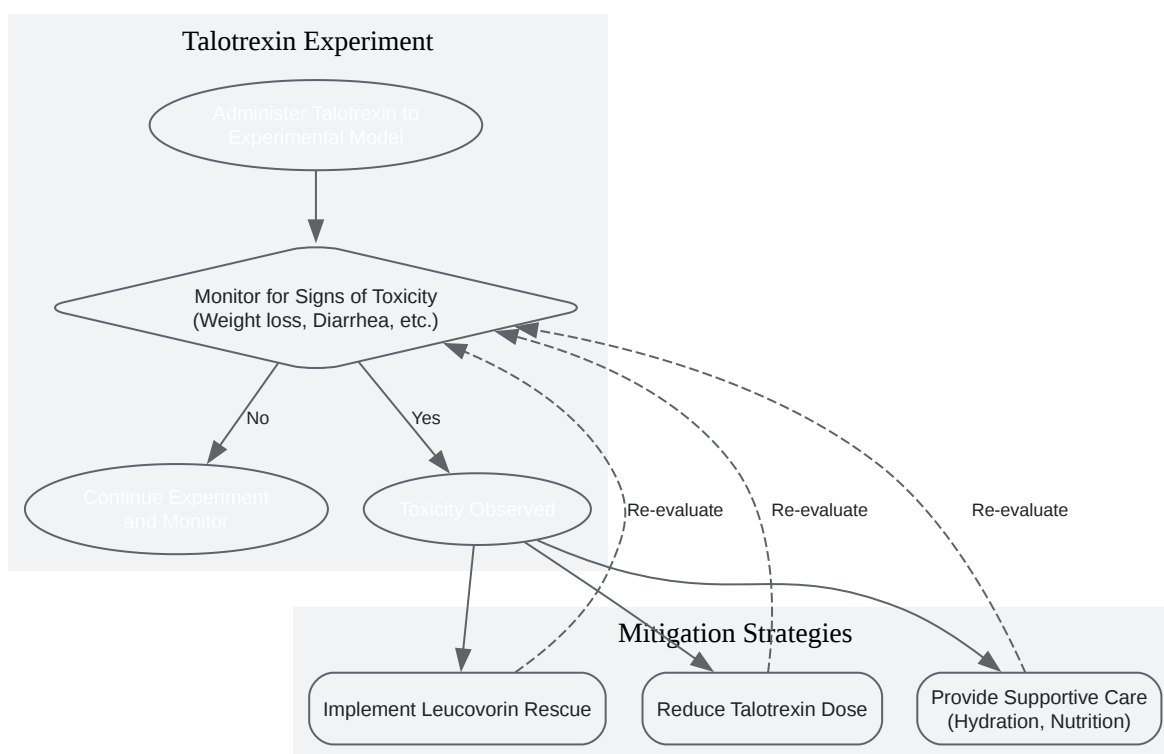 Talotrexin Experiment
Administer Talotrexin to
Experimental Model
Monitor for Signs of Toxicity
(Weight loss, Diarrhea, etc.)
No
Yes
Continue Experiment
and Monitor
Toxicity Observed
Re-evaluate
Re-evaluate
Re-evaluate
Mitigation Strategies
Implement Leucovorin Rescue
Reduce Talotrexin Dose
Provide Supportive Care
(Hydration, Nutrition)